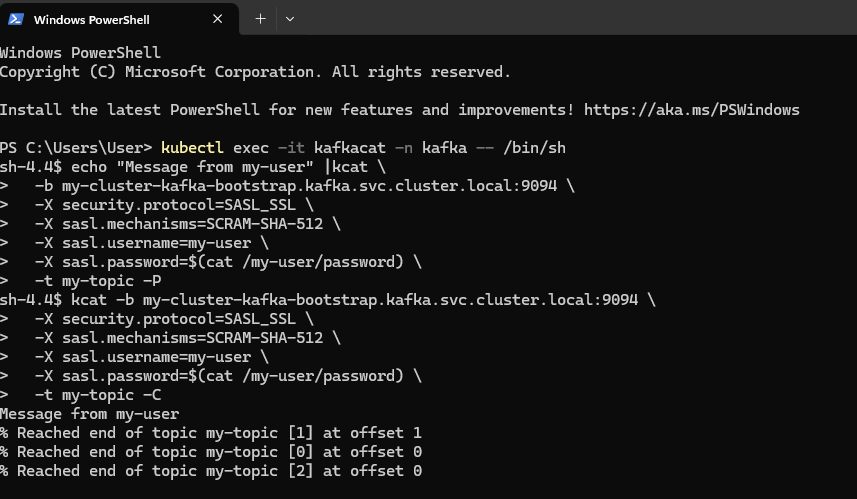 Windows PowerShell
Windows PowerShell
Copyright (C) Microsoft Corporation. All rights reserved.
Install the latest PowerShell for new features and improvements! https://aka.ms/PSWindows
PS C:\Users\User> kubectl exec -it kafkacat -n kafka -- /bin/sh
sh-4.4$ echo "Message from my-user" |kcat \
>   -b my-cluster-kafka-bootstrap.kafka.svc.cluster.local:9094 \
>   -X security.protocol=SASL_SSL \
>   -X sasl.mechanisms=SCRAM-SHA-512 \
>   -X sasl.username=my-user \
>   -X sasl.password=$(cat /my-user/password) \
>   -t my-topic -P
sh-4.4$ kcat -b my-cluster-kafka-bootstrap.kafka.svc.cluster.local:9094 \
>   -X security.protocol=SASL_SSL \
>   -X sasl.mechanisms=SCRAM-SHA-512 \
>   -X sasl.username=my-user \
>   -X sasl.password=$(cat /my-user/password) \
>   -t my-topic -C
Message from my-user
% Reached end of topic my-topic [1] at offset 1
% Reached end of topic my-topic [0] at offset 0
% Reached end of topic my-topic [2] at offset 0